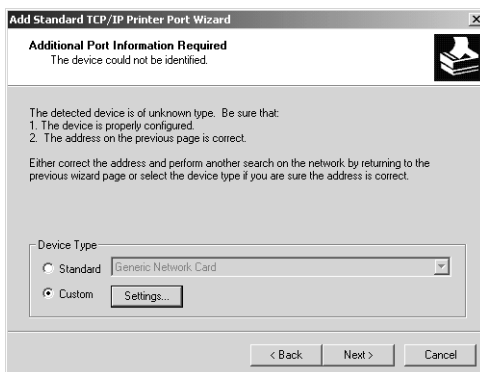 Add Standard TCP/IP Printer Port Wizard
Additional Port Information Required
The device could not be identified.
The detected device is of unknown type. Be sure that:
1. The device is properly configured.
2. The address on the previous page is correct.
Either correct the address and perform another search on the network by returning to the
previous wizard page or select the device type if you are sure the address is correct.
Device Type
Standard Generic Network Card
Custom Settings...
< Back Next > Cancel